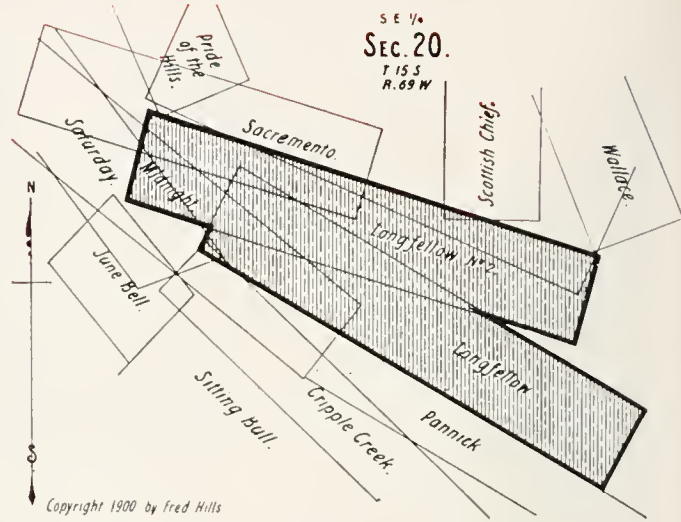 S E 1/4
SEC. 20.
T 15 S
R. 69 W
Pride
of the
Hills.
Sacremento.
Scottish Chief.
Wallace.
Saturday.
Midnght.
N
Longfellow Nº 2.
June Bell.
Longfellow
Sitting Bull.
Cripple Creek.
Pannick
S
Copyright 1900 by Fred Hills